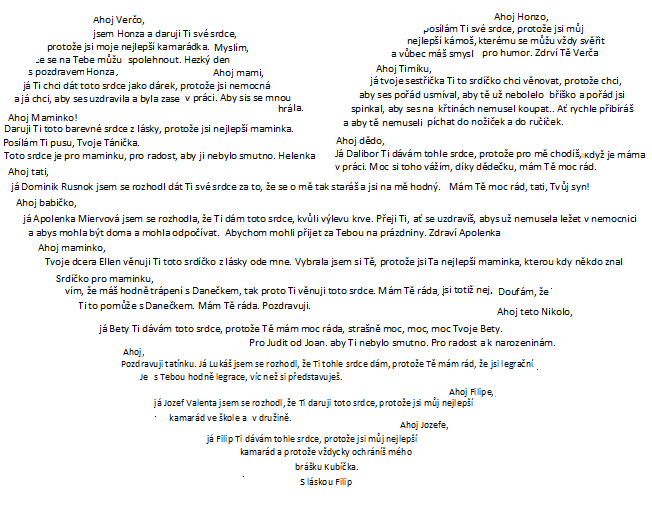 Ahoj Verčo,
jsem Honza a daruji Ti své srdce,
protože jsi moje nejlepší kamarádka. Myslím,
že se na Tebe můžu spolehnout. Hezký den
s pozdravem Honza,
Ahoj Honzo,
posílám Ti své srdce, protože jsi můj
nejlepší kámoš, kterému se můžu vždy svěřit
a vůbec máš smysl pro humor. Zdrví Tě Verča
Ahoj mami,
já Ti chci dát toto srdce jako dárek, protože jsi nemocná
a já chci, aby ses uzdravila a byla zase v práci. Aby sis se mnou
hrála.
Ahoj Timíku,
já tvoje sestřička Ti to srdíčko chci věnovat, protože chci,
aby ses pořad usmíval, aby tě už nebolelo bříško a pořád jsi
spinkal, aby ses na křtinách nemusel koupat.. Ať rychle přibíráš
a aby tě nemuseli píchat do nožiček a do ručiček.
Ahoj Maminko!
Daruji Ti toto barevné srdce z lásky, protože jsi nejlepší maminka.
Posílám Ti pusu, Tvoje Tánička.
Toto srdce je pro maminku, pro radost, aby ji nebylo smutno. Helenka
Ahoj dědo,
Já Dalibor Ti dávám tohle srdce, protože pro mě chodíš, když je máma
v práci. Moc si toho vážím, díky dědečku, mám Tě moc rád.
Ahoj tati,
já Dominik Rusnok jsem se rozhodl dát Ti své srdce za to, že se o mě tak staráš a jsi na mě hodný. Mám Tě moc rád, tati, Tvůj syn!
Ahoj babičko,
já Apolenka Miervová jsem se rozhodla, že Ti dám toto srdce, kvůli výlevu krve. Přeji Ti, ať se uzdravíš, abys už nemusela ležet v nemocnici
a abys mohla být doma a mohla odpočívat. Abychom mohli přijet za Tebou na prázdniny. Zdraví Apolenka
Ahoj maminko,
Tvoje dcera Ellen věnuji Ti toto srdíčko z lásky ode mne. Vybrala jsem si Tě, protože jsi Ta nejlepší maminka, kterou kdy někdo znal
Srdíčko pro maminku,
vím, že máš hodně trápení s Danečkem, tak proto Ti věnuji toto srdce. Mám Tě ráda, jsi totiž nej. Doufám, že
Ti to pomůže s Danečkem. Mám Tě ráda. Pozdravuji.
Ahoj teto Nikolo,
já Bety Ti dávám toto srdce, protože Tě mám moc ráda, strašně moc, moc, moc Tvoje Bety.
Pro Judit od Joan. aby Ti nebylo smutno. Pro radost a k narozeninám.
Ahoj,
Pozdravuji tatínku. Já Lukáš jsem se rozhodl, že Ti tohle srdce dám, protože Tě mám rád, že jsi legrační
Je s Tebou hodně legrace, víc než si představuješ.
Ahoj Filipe,
já Jozef Valenta jsem se rozhodl, že Ti daruji toto srdce, protože jsi můj nejlepší
kamarád ve škole a v družině.
Ahoj Jozefe,
já Filip Ti dávám tohle srdce, protože jsi můj nejlepší
kamarád a protože vždycky ochráníš mého
brášku Kubíčka.
S láskou Filip